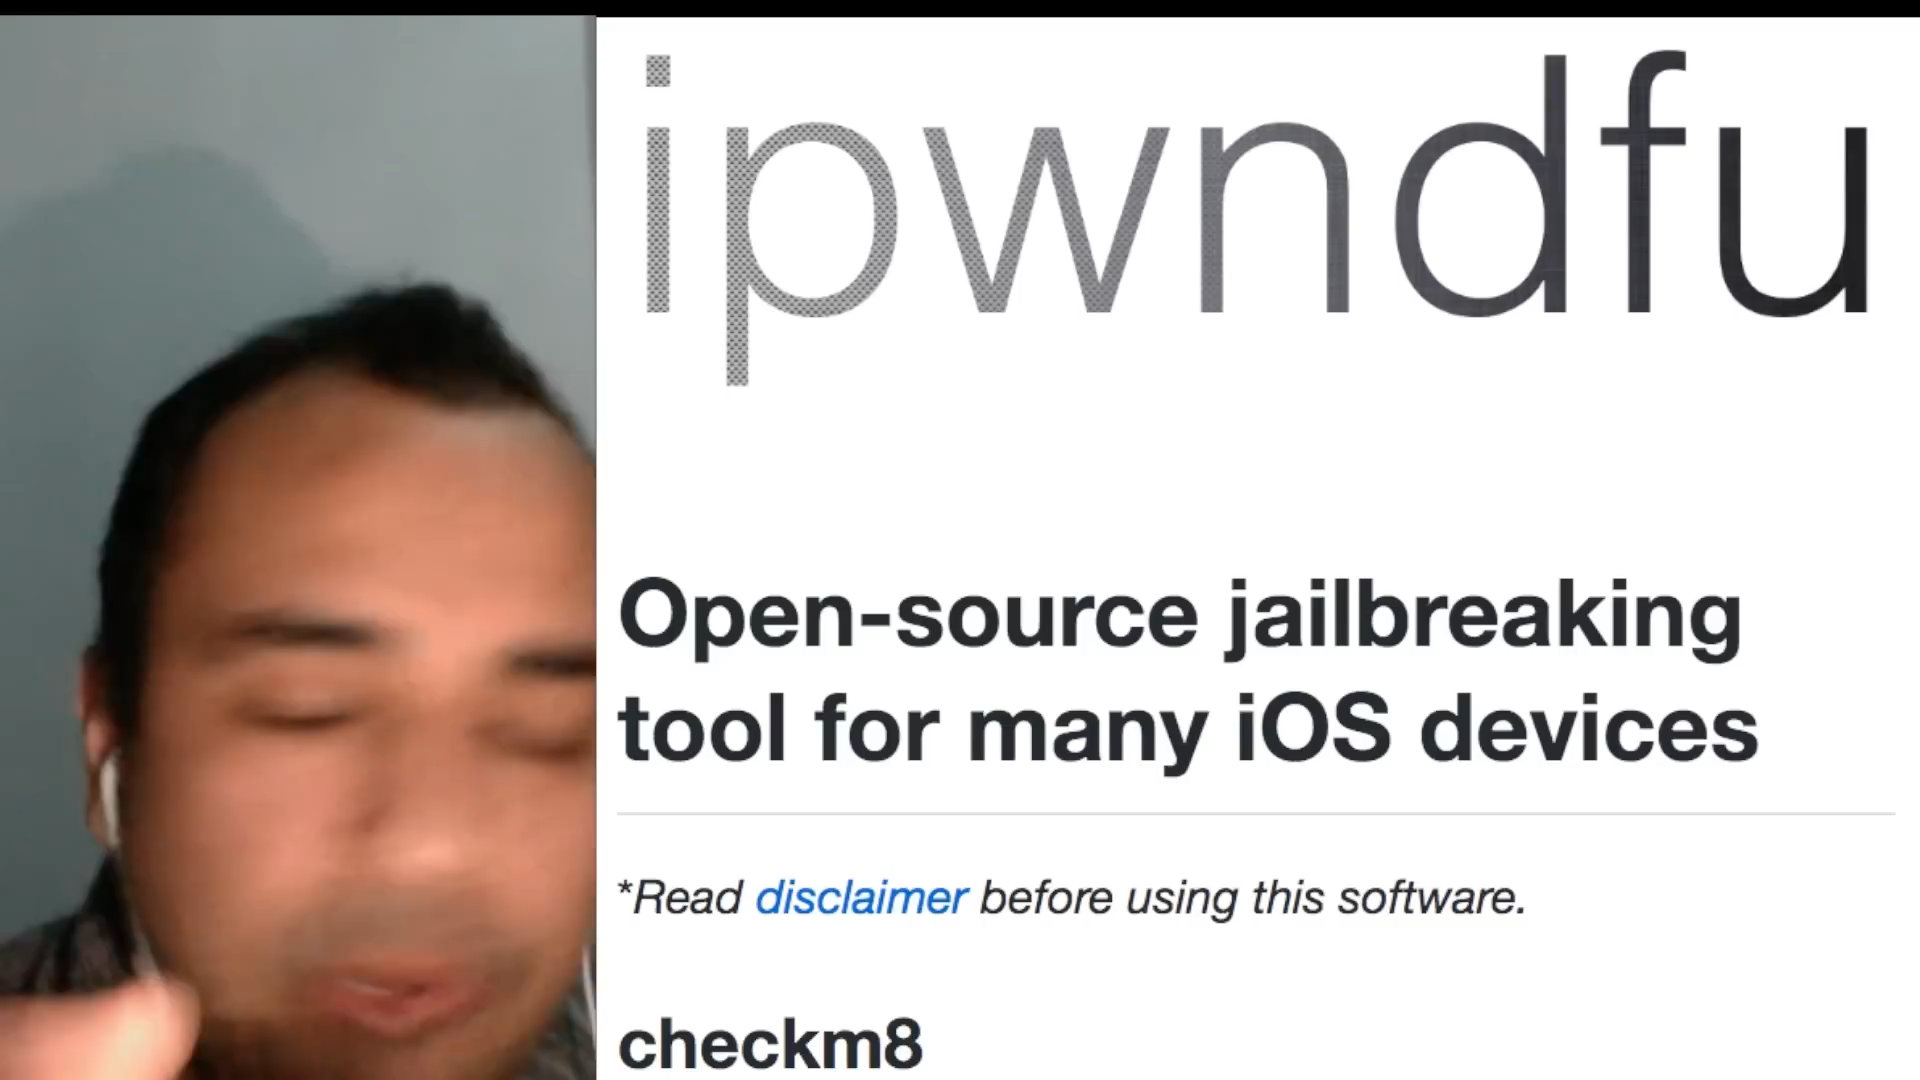 ipwndfu
Open-source jailbreaking
tool for many iOS devices
*Read disclaimer before using this software.
checkm8